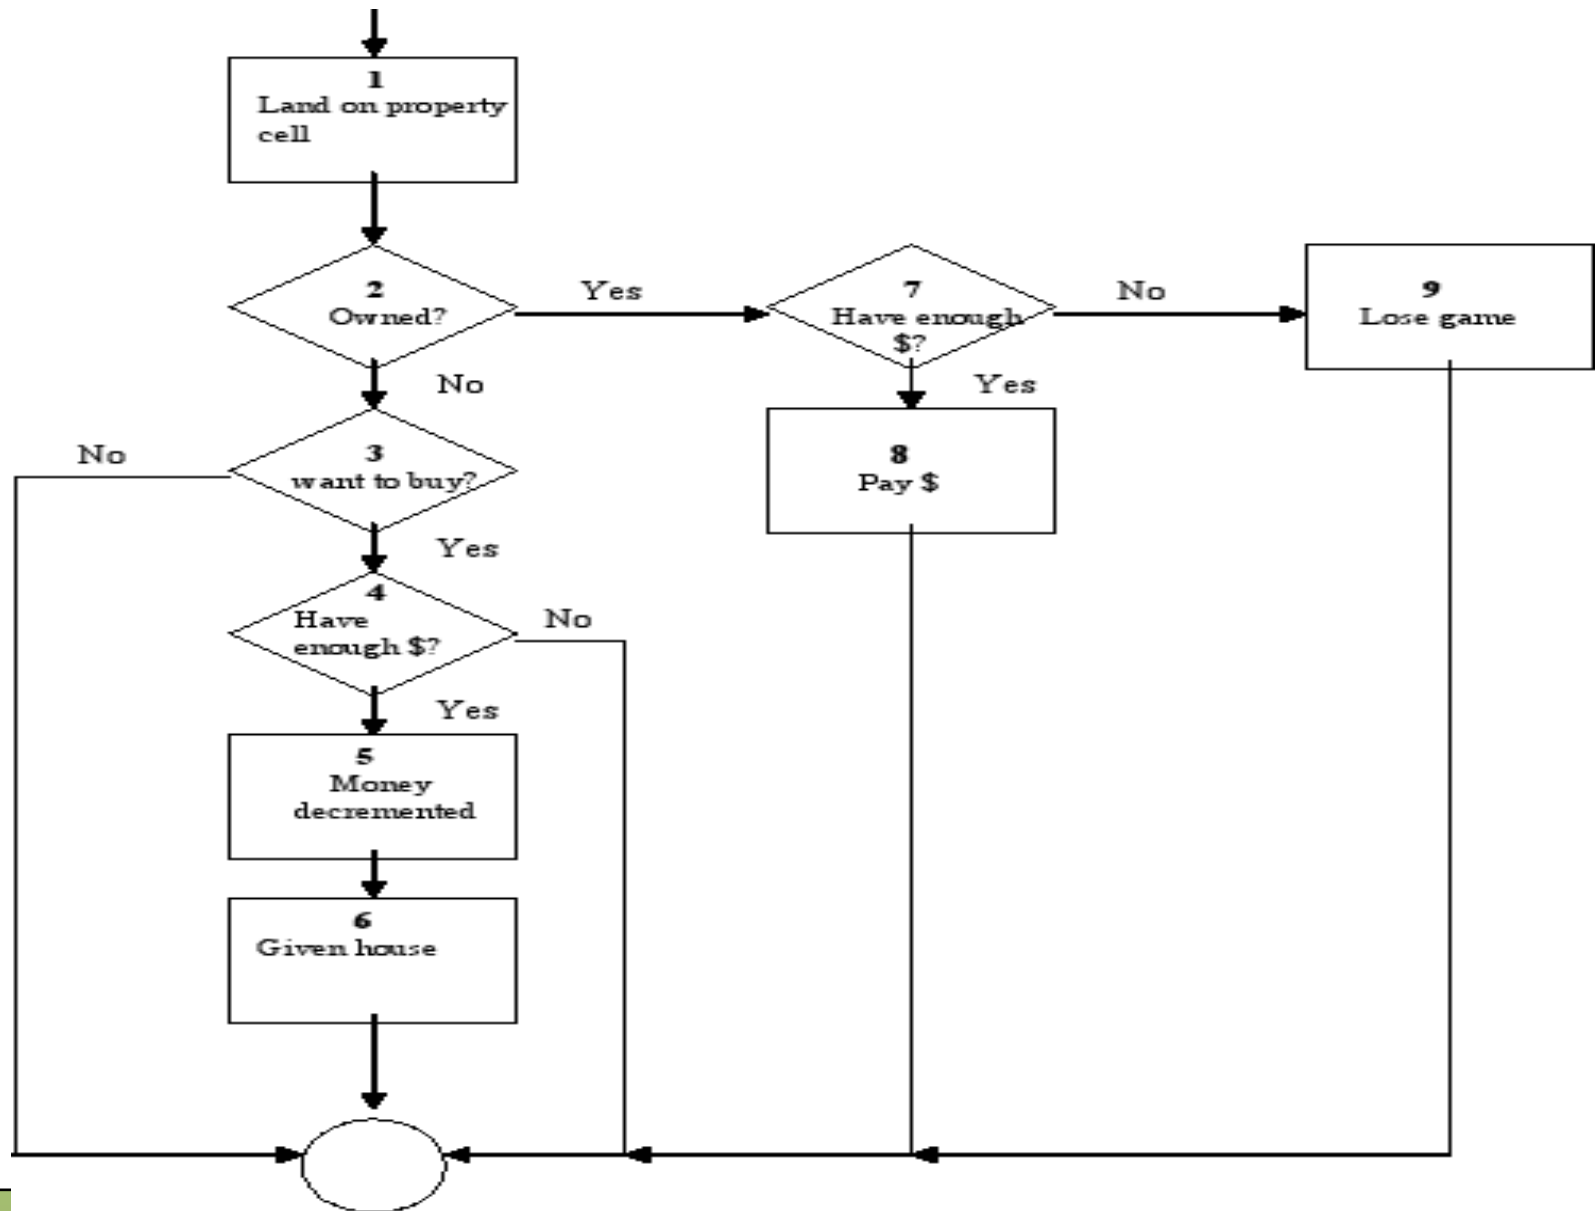 1
Land on property
cell
2
Owned?
Yes
7
Have enough
$?
No
9
Lose game
No
Yes
No
3
want to buy?
8
Pay $
Yes
4
Have
enough $?
No
Yes
5
Money
decremented
6
Given house